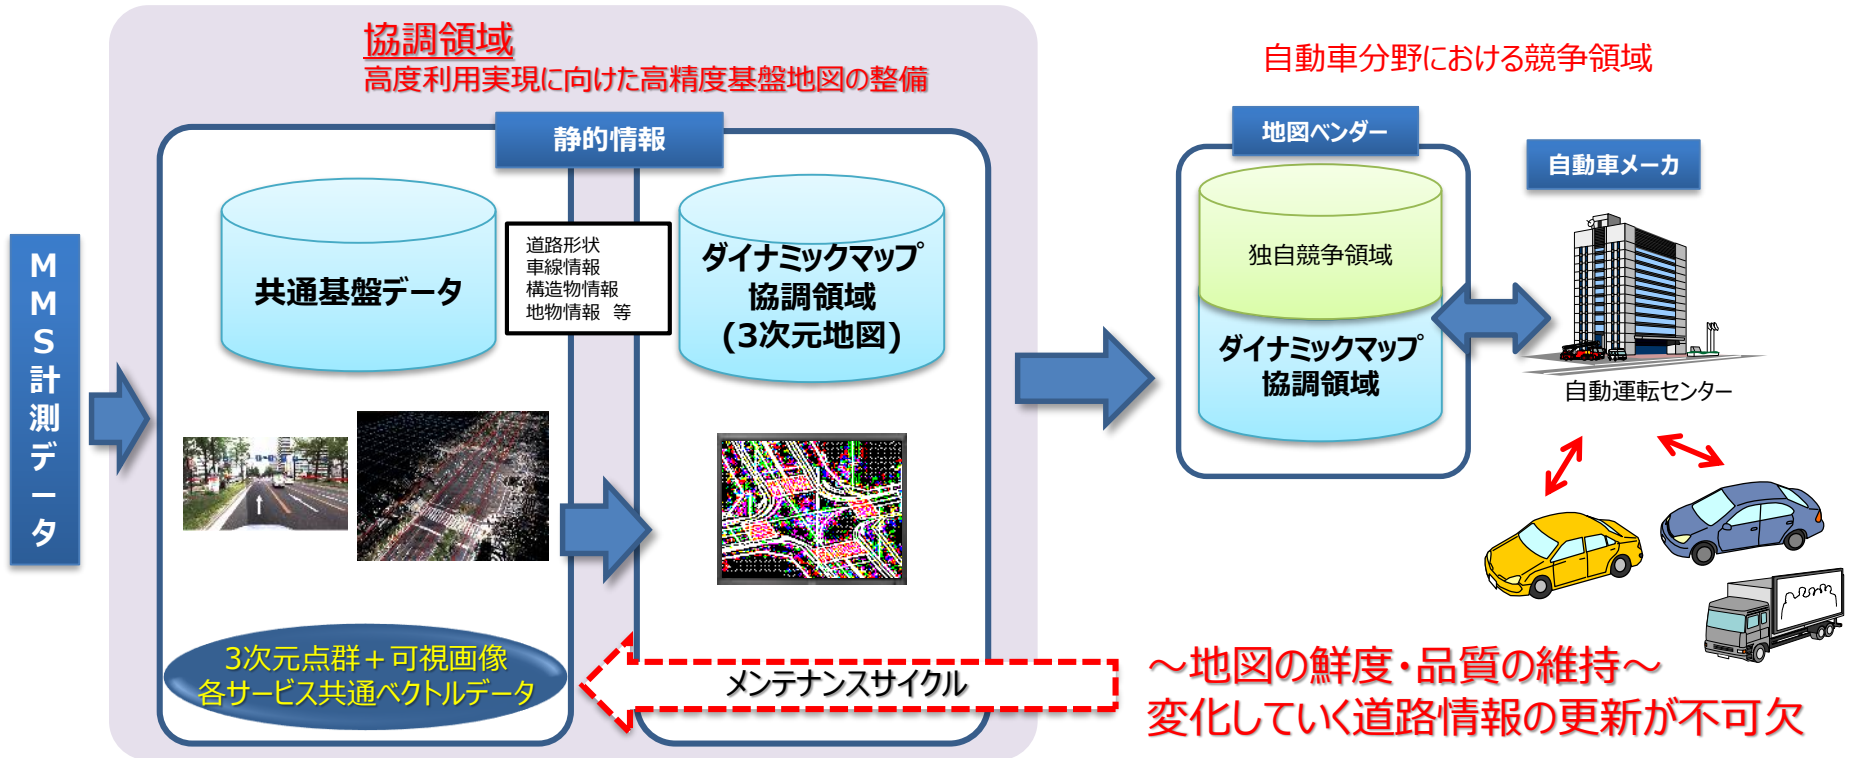 協調領域
高度利用実現に向けた高精度基盤地図の整備
静的情報
MMS計測データ
共通基盤データ
道路形状
車線情報
構造物情報
地物情報 等
ダイナミックマップ
協調領域
(3次元地図)
3次元点群＋可視画像
各サービス共通ベクトルデータ
メンテナンスサイクル
自動車分野における競争領域
地図ベンダー
独自競争領域
ダイナミックマップ
協調領域
自動車メーカ
自動運転センター
～地図の鮮度・品質の維持～
変化していく道路情報の更新が不可欠